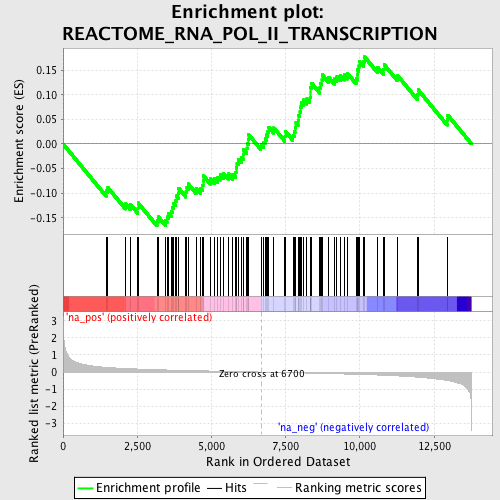 Enrichment plot:
REACTOME_RNA_POL_II_TRANSCRIPTION
Enrichment score (ES)
0.15
0.10
0.05
0.00
-0.05
-0.10
-0.15
'na_pos' (positively correlated)
Ranked list metric (PreRanked)
3
2
1
0
-1
-2
-3
Zero cross at 6700
'na_neg' (negatively correlated)
0
2,500
5,000
7,500
10,000
12,500
Rank in Ordered Dataset
Enrichment profile
Hits
Ranking metric scores